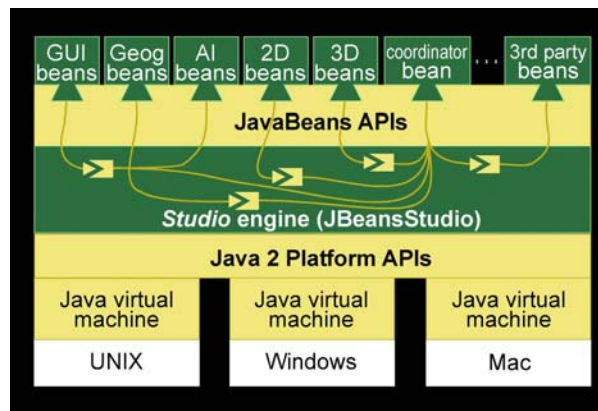 GUI beans
Geog beans
AI beans
2D beans
3D beans
coordinator bean
...
3rd party beans
JavaBeans APIs
Studio engine (JBeansStudio)
Java 2 Platform APIs
Java virtual machine
Java virtual machine
Java virtual machine
UNIX
Windows
Mac